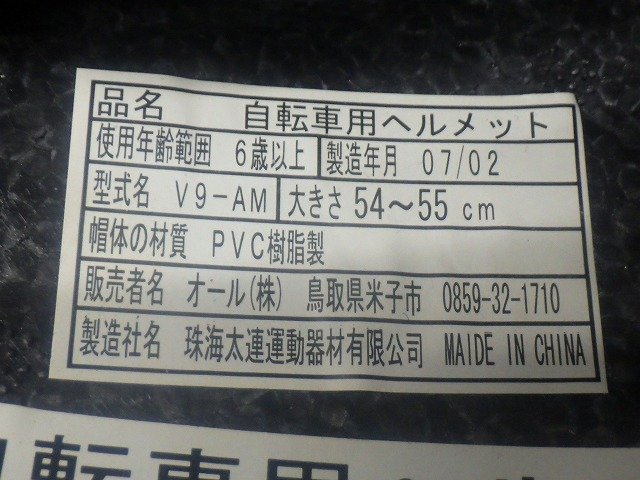 品名 自転車用ヘルメット
使用年齢範囲 6歳以上 製造年月 07/02
型式名 V9-AM 大きさ 54〜55 cm
帽体の材質 PVC樹脂製
販売者名 オール(株) 鳥取県米子市 0859-32-1710
製造社名 珠海太連運動器材有限公司 MAIDE IN CHINA
自転車用